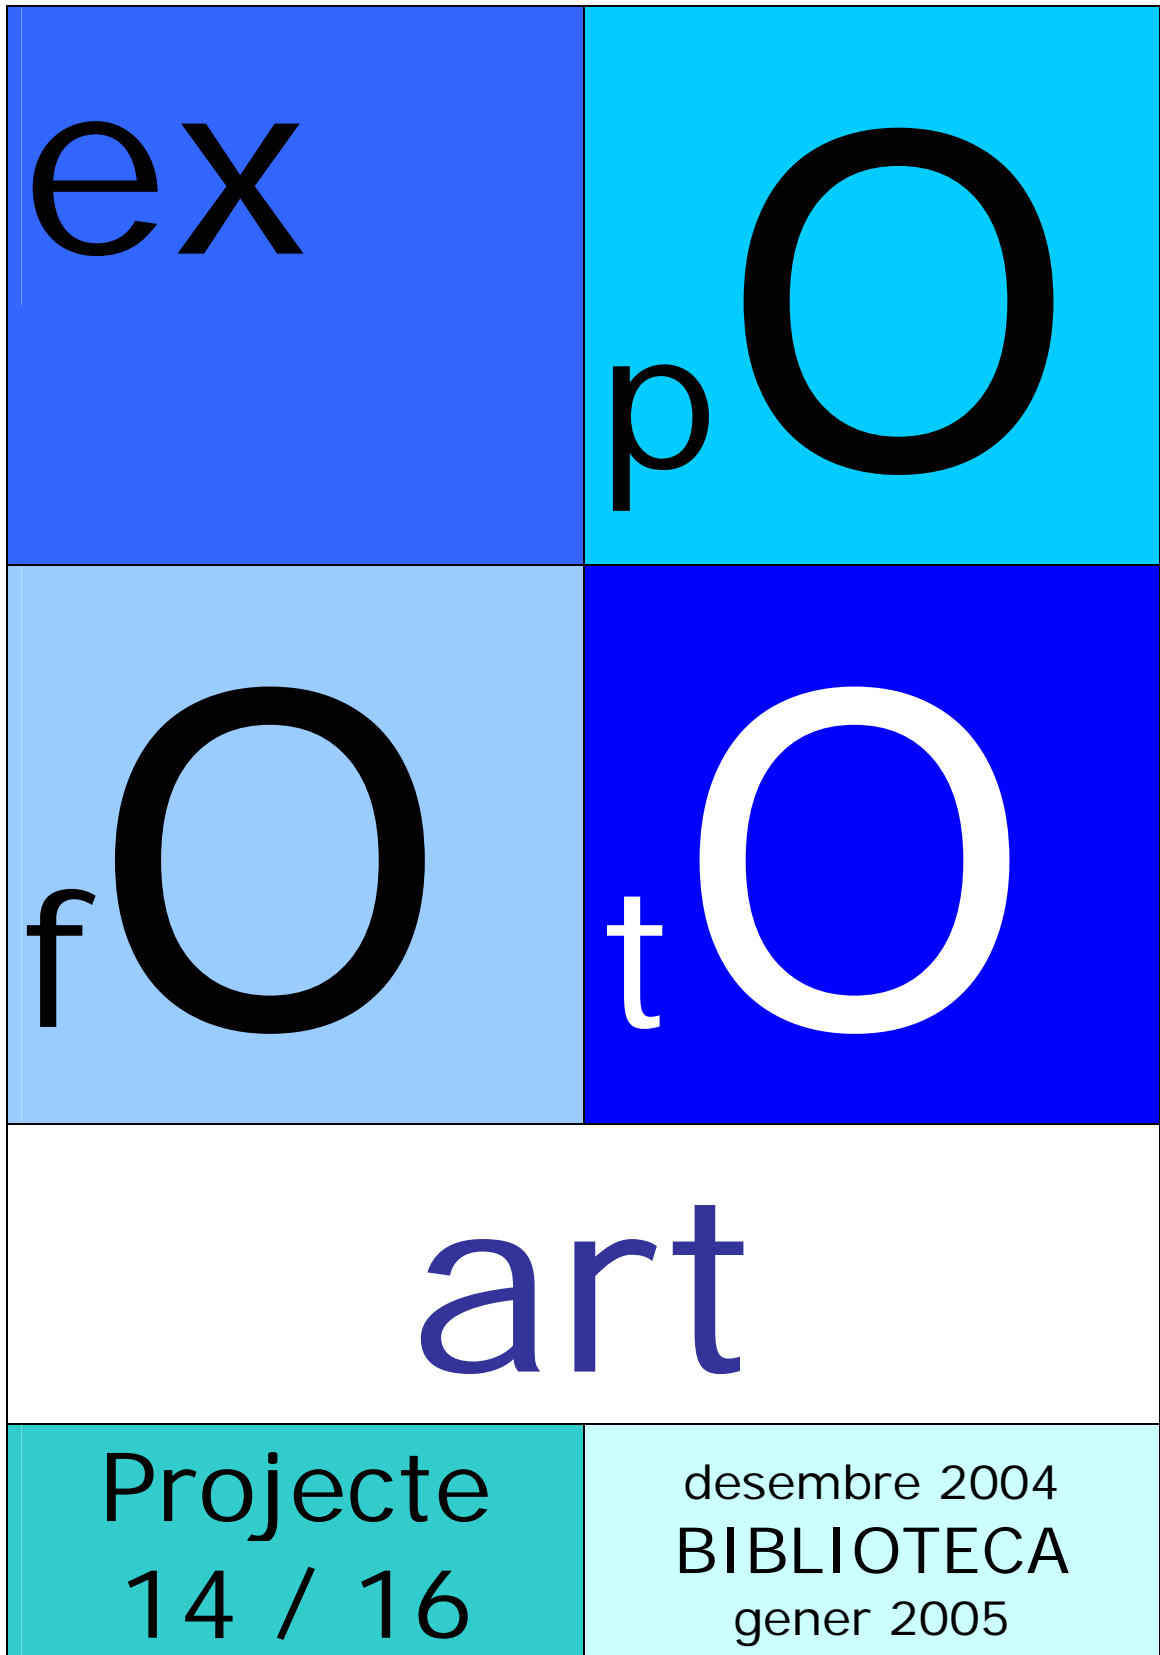 ex
pO
fO
tO
art
Projecte
14 / 16
desembre 2004
BIBLIOTECA
gener 2005